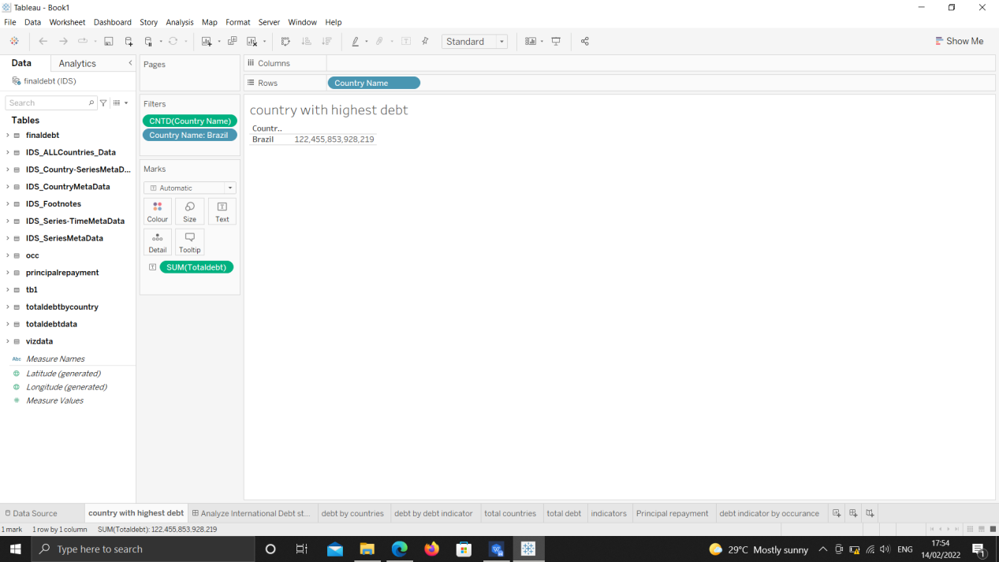 Tableau - Book1
File Data Worksheet Dashboard Story Analysis Map Format Server Window Help
Standard
Show Me
Data Analytics
finaldebt (IDS)
Search
Tables
finaldebt
IDS_ALLCountries_Data
IDS_Country-SeriesMetaD...
IDS_CountryMetaData
IDS_Footnotes
IDS_Series-TimeMetaData
IDS_SeriesMetaData
occ
principalrepayment
tb1
totaldebtbycountry
totaldebtdata
vizdata
Abc Measure Names
Latitude (generated)
Longitude (generated)
# Measure Values
Pages
Filters
CNTD(Country Name)
Country Name: Brazil
Marks
Automatic
Colour Size Text
Detail Tooltip
SUM(Totaldebt)
Columns
Rows Country Name
country with highest debt
Countr..
Brazil 122,455,853,928,219
Data Source country with highest debt Analyze International Debt st... debt by countries debt by debt indicator total countries total debt indicators Principal repayment debt indicator by occurance
1 mark 1 row by 1 column SUM(Totaldebt): 122,455,853,928,219
Type here to search
29°C Mostly sunny
ENG
17:54
14/02/2022
1